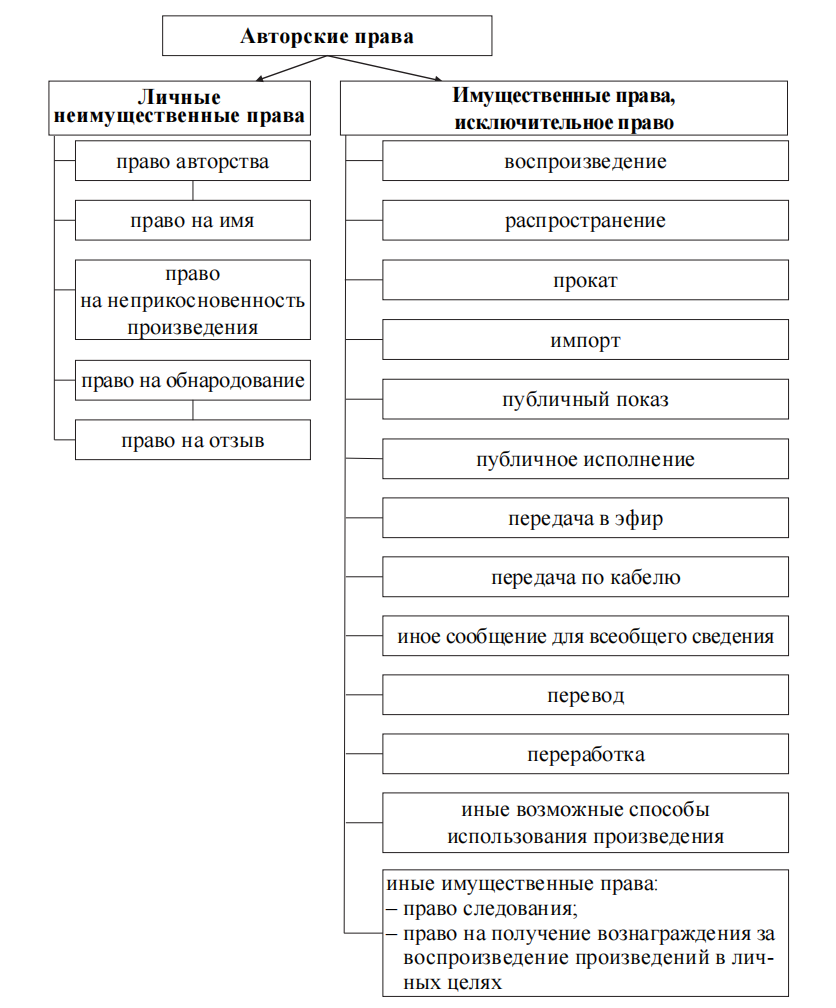 Авторские права
Личные
неимущественные права
право авторства
право на имя
право
на неприкосновенность
произведения
право на обнародование
право на отзыв
Имущественные права,
исключительное право
воспроизведение
распространение
прокат
импорт
публичный показ
публичное исполнение
передача в эфир
передача по кабелю
иное сообщение для всеобщего сведения
перевод
переработка
иные возможные способы
использования произведения
иные имущественные права:
– право следования;
– право на получение вознаграждения за
воспроизведение произведений в лич-
ных целях